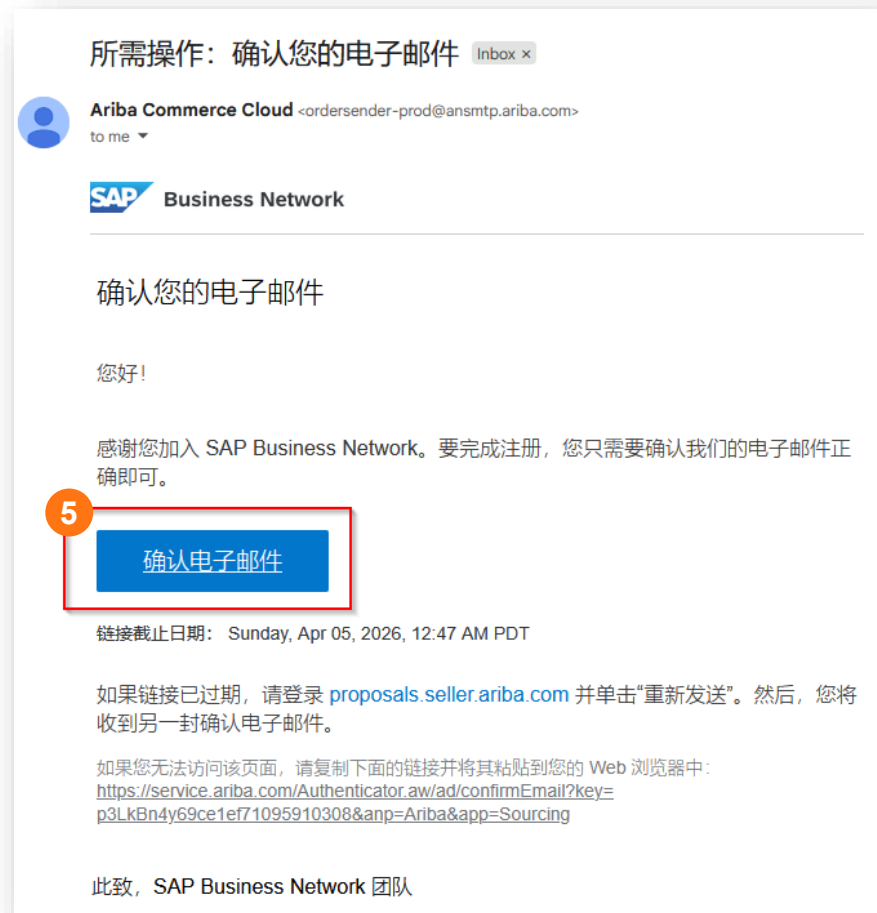 所需操作：确认您的电子邮件 Inbox ×
Ariba Commerce Cloud <ordersender-prod@ansmtp.ariba.com>
to me
SAP Business Network
确认您的电子邮件
您好！
感谢您加入 SAP Business Network。要完成注册，您只需要确认我们的电子邮件正
确即可。
5
确认电子邮件
链接截止日期： Sunday, Apr 05, 2026, 12:47 AM PDT
如果链接已过期，请登录 proposals.seller.ariba.com 并单击“重新发送”。然后，您将
收到另一封确认电子邮件。
如果您无法访问该页面，请复制下面的链接并将其粘贴到您的 Web 浏览器中：
https://service.ariba.com/Authenticator.aw/ad/confirmEmail?key=
p3LkBn4y69ce1ef71095910308&anp=Ariba&app=Sourcing
此致，SAP Business Network 团队